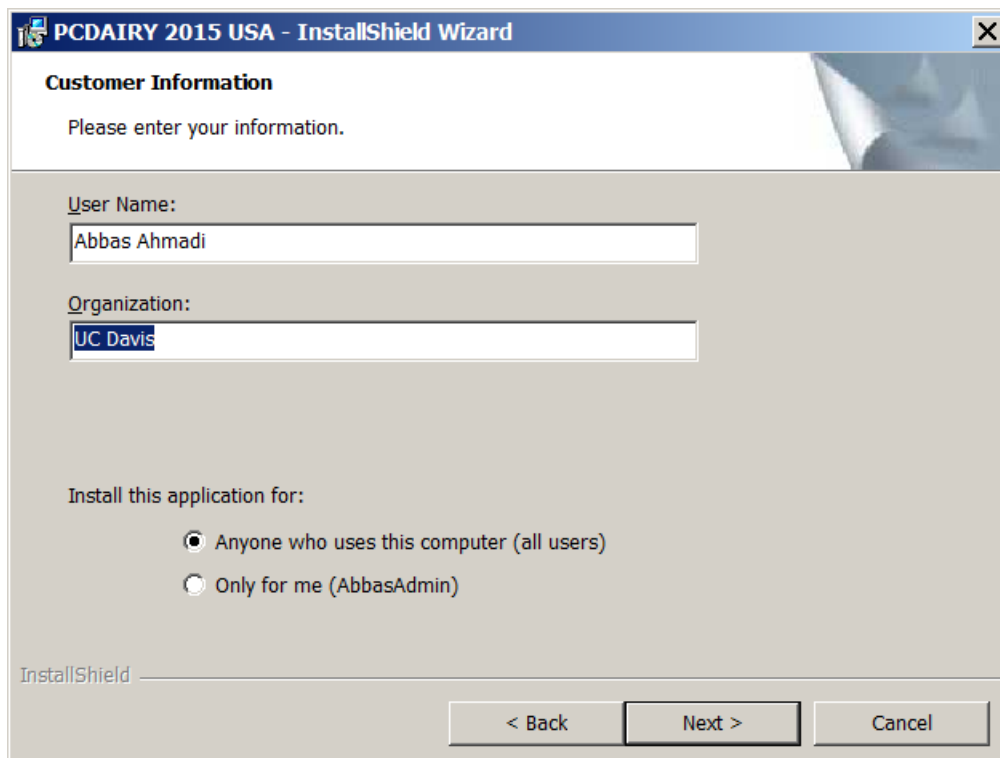 PCDAIRY 2015 USA - InstallShield Wizard
Customer Information
Please enter your information.
User Name:
Abbas Ahmadi
Organization:
UC Davis
Install this application for:
Anyone who uses this computer (all users)
Only for me (AbbasAdmin)
InstallShield
< Back Next > Cancel